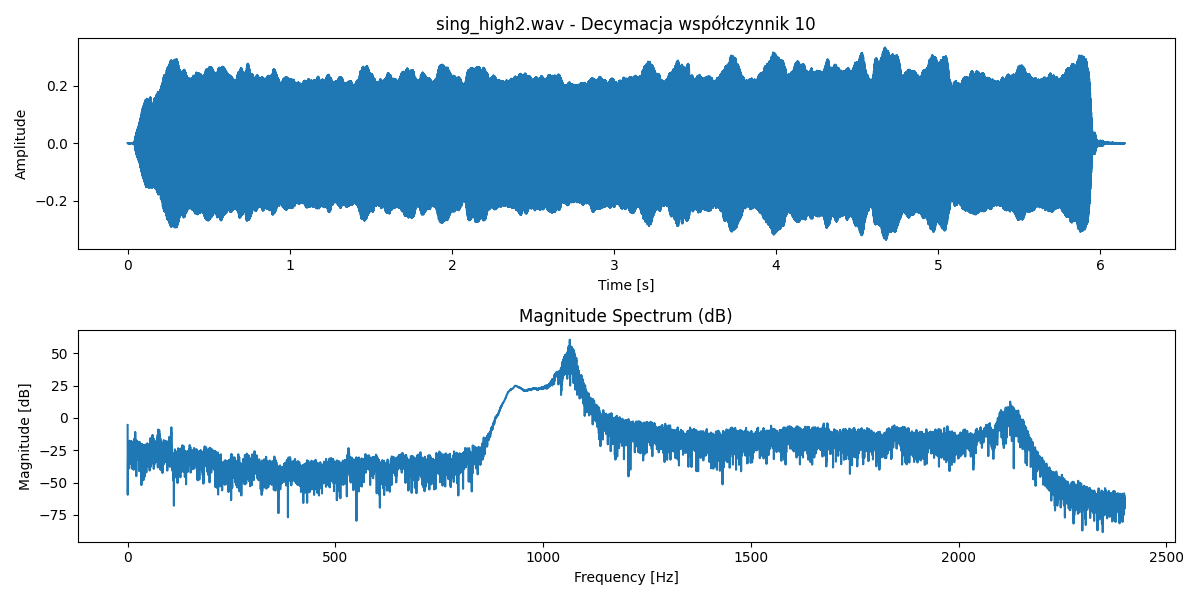 sing_high2.wav - Decymacja współczynnik 10
0.2
0.0
−0.2
Amplitude
0 1 2 3 4 5 6
Time [s]
Magnitude Spectrum (dB)
50
25
0
−25
−50
−75
Magnitude [dB]
0 500 1000 1500 2000 2500
Frequency [Hz]